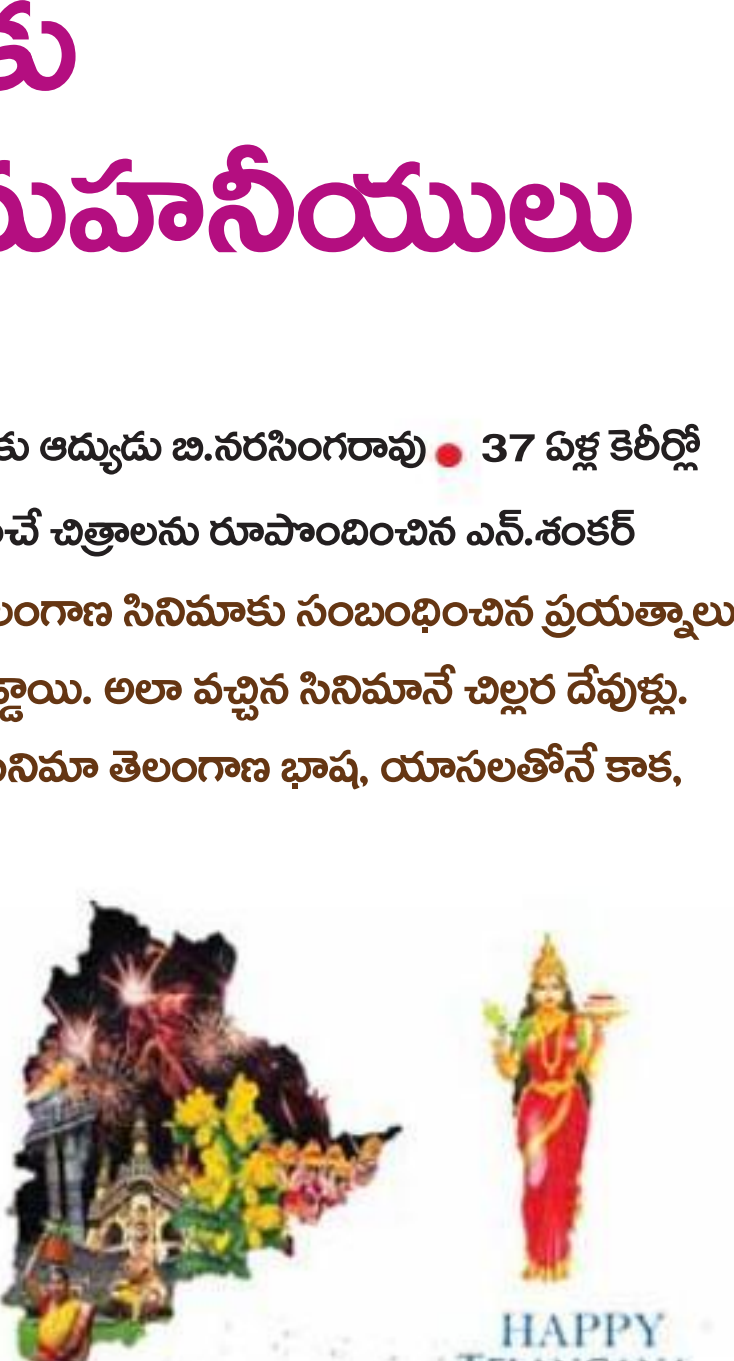 కు
మహనీయులు
కు ఆద్యుడు బి.నరసింగరావు ● 37 ఏళ్ల కెరీర్లో
చే చిత్రాలను రూపొందించిన ఎన్.శంకర్
లంగాణ సినిమాకు సంబంధించిన ప్రయత్నాలు
అలా వచ్చిన సినిమానే చిల్లర దేవుళ్లు.
నిమా తెలంగాణ భాష, యాసలతోనే కాక,
HAPPY